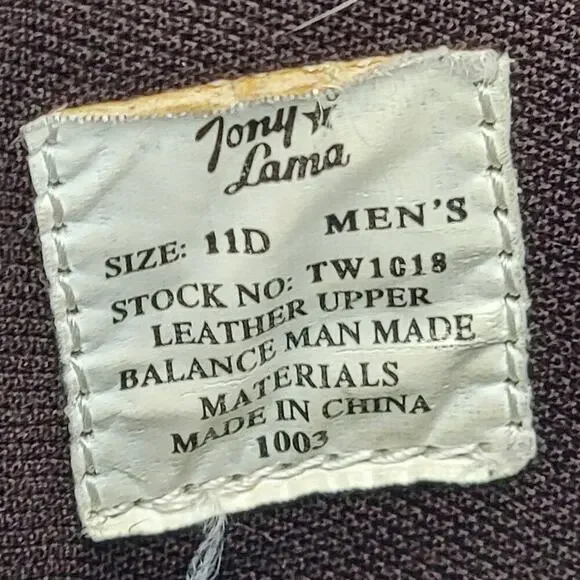 Tony Lama
SIZE: 11D MEN'S
STOCK NO: TW1018
LEATHER UPPER
BALANCE MAN MADE
MATERIALS
MADE IN CHINA
1003